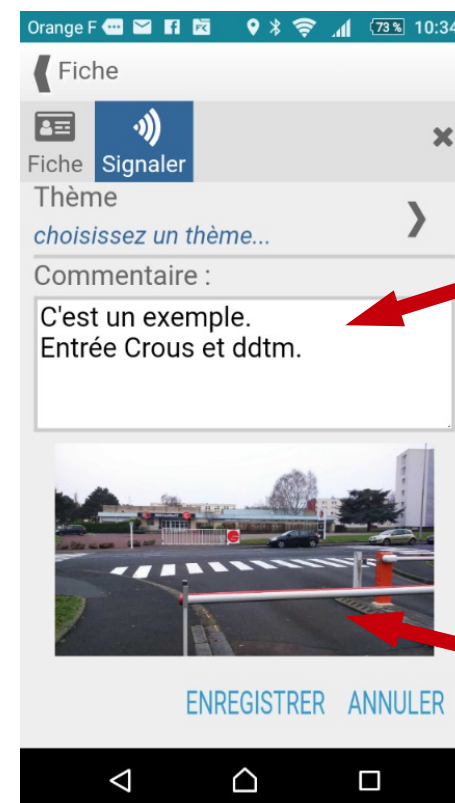 Orange F
73 %
10:34
Fiche
Fiche
Signaler
Thème
choisissez un thème...
Commentaire :
C'est un exemple.
Entrée Crous et ddtm.
ENREGISTRER
ANNULER